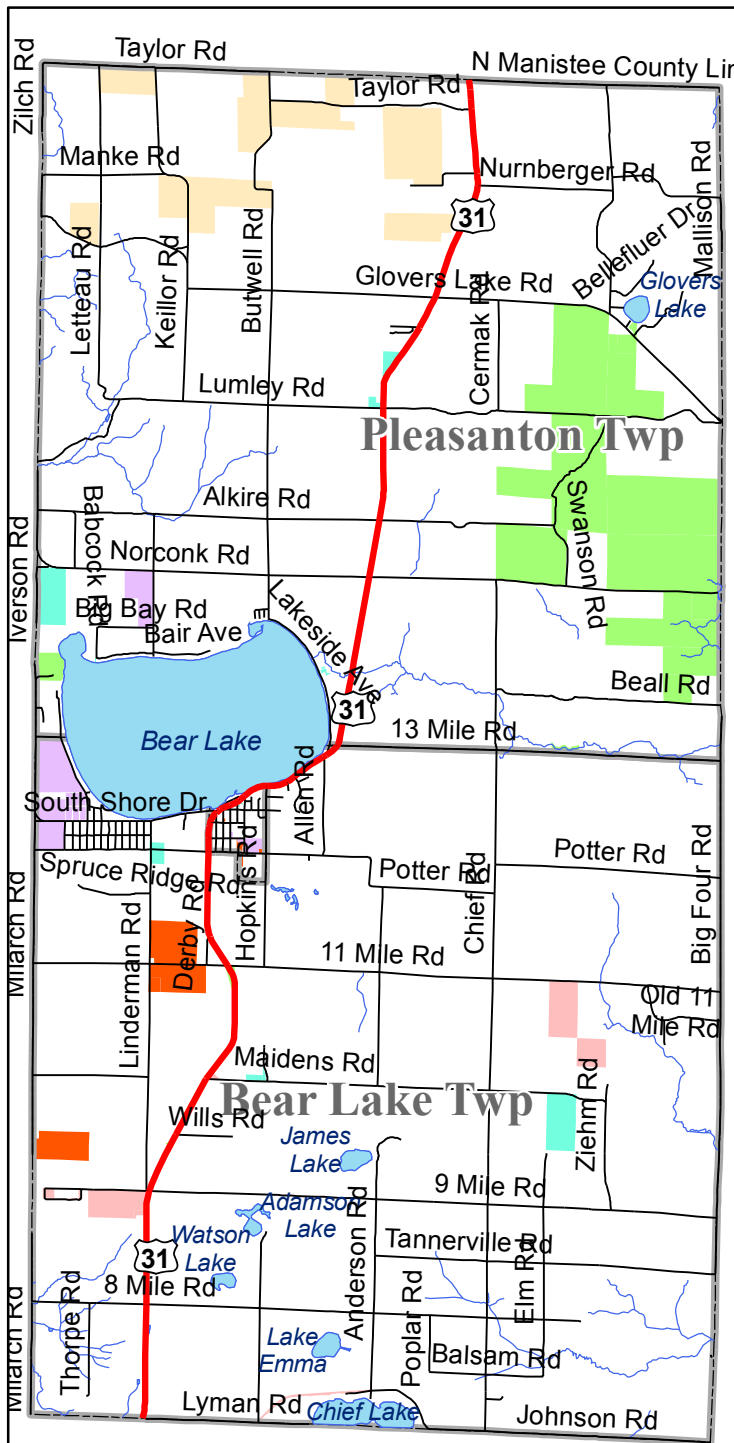 Taylor Rd
N Manistee County Lin
Zilch Rd
Taylor Rd
Manke Rd
Nurnberger Rd
Mallison Rd
31
Bellefluer Dr
Letteau Rd
Keillor Rd
Butwell Rd
Glovers Lake Rd
Glovers
Lake
Cermak Rd
Lumley Rd
Pleasanton Twp
Alkire Rd
Babcock Rd
Swanson Rd
Iverson Rd
Norconk Rd
Big Bay Rd
Bair Ave
Lakeside Ave
Beall Rd
31
13 Mile Rd
Bear Lake
South Shore Dr
Allen Rd
Spruce Ridge Rd
Hopkins Rd
Potter Rd
Potter Rd
Chief Rd
Big Four Rd
Milarch Rd
Derby Rd
Linderman Rd
11 Mile Rd
Old 11
Mile Rd
Maidens Rd
Bear Lake Twp
Wills Rd
Ziehm Rd
James
Lake
9 Mile Rd
Adamson
Lake
Anderson Rd
Watson
Lake
Tannerville Rd
31
8 Mile Rd
Elm Rd
Milarch Rd
Thorpe Rd
Poplar Rd
Lake
Emma
Balsam Rd
Lyman Rd
Chief Lake
Johnson Rd